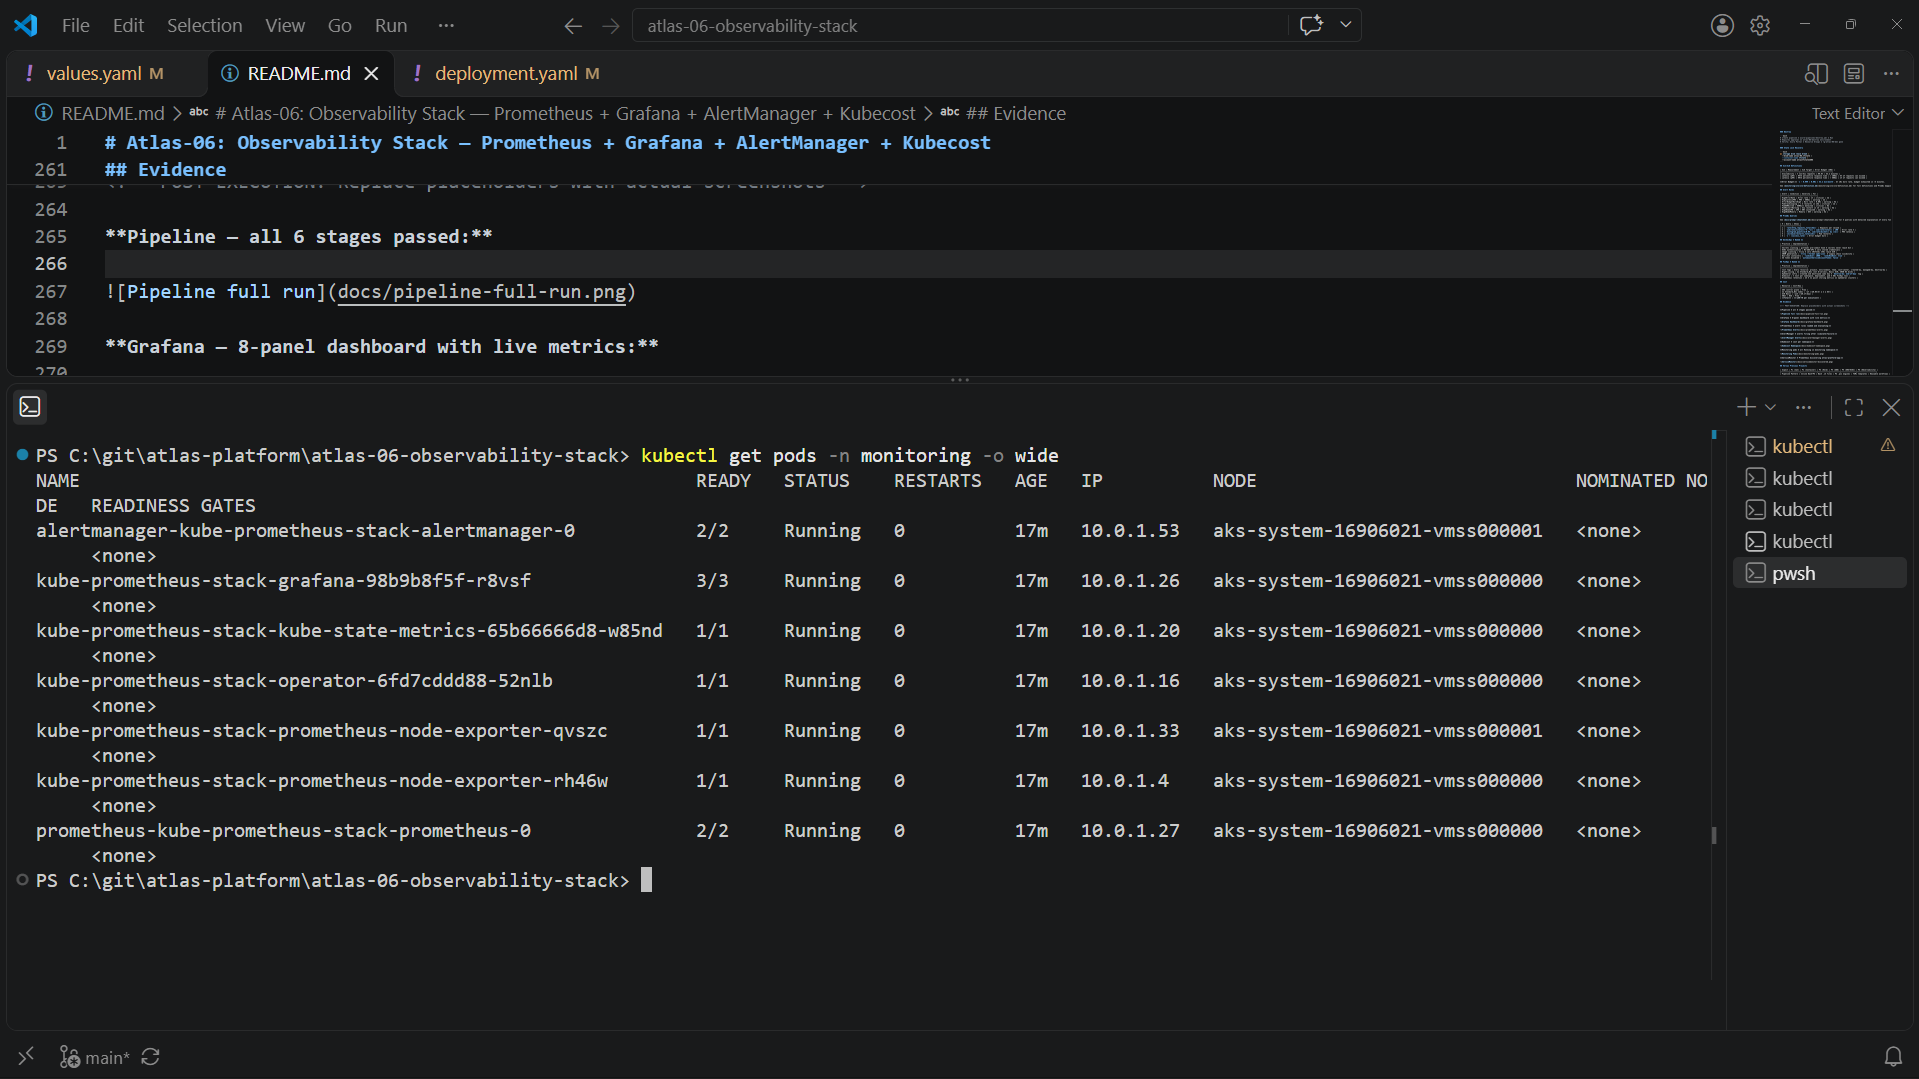 File Edit Selection View Go Run ···
atlas-06-observability-stack
! values.yaml M
README.md
! deployment.yaml M
README.md > abc # Atlas-06: Observability Stack — Prometheus + Grafana + AlertManager + Kubecost > abc ## Evidence
Text Editor
1 # Atlas-06: Observability Stack — Prometheus + Grafana + AlertManager + Kubecost
261 ## Evidence
264
265 **Pipeline — all 6 stages passed:**
266
267 ![Pipeline full run](docs/pipeline-full-run.png)
268
269 **Grafana — 8-panel dashboard with live metrics:**
270
PS C:\git\atlas-platform\atlas-06-observability-stack> kubectl get pods -n monitoring -o wide
NAME READY STATUS RESTARTS AGE IP NODE NOMINATED NO
DE READINESS GATES
alertmanager-kube-prometheus-stack-alertmanager-0 2/2 Running 0 17m 10.0.1.53 aks-system-16906021-vmss000001 <none>
<none>
kube-prometheus-stack-grafana-98b9b8f5f-r8vsf 3/3 Running 0 17m 10.0.1.26 aks-system-16906021-vmss000000 <none>
<none>
kube-prometheus-stack-kube-state-metrics-65b66666d8-w85nd 1/1 Running 0 17m 10.0.1.20 aks-system-16906021-vmss000000 <none>
<none>
kube-prometheus-stack-operator-6fd7cddd88-52nlb 1/1 Running 0 17m 10.0.1.16 aks-system-16906021-vmss000000 <none>
<none>
kube-prometheus-stack-prometheus-node-exporter-qvszc 1/1 Running 0 17m 10.0.1.33 aks-system-16906021-vmss000001 <none>
<none>
kube-prometheus-stack-prometheus-node-exporter-rh46w 1/1 Running 0 17m 10.0.1.4 aks-system-16906021-vmss000000 <none>
<none>
prometheus-kube-prometheus-stack-prometheus-0 2/2 Running 0 17m 10.0.1.27 aks-system-16906021-vmss000000 <none>
<none>
PS C:\git\atlas-platform\atlas-06-observability-stack>
kubectl
kubectl
kubectl
kubectl
pwsh
main*